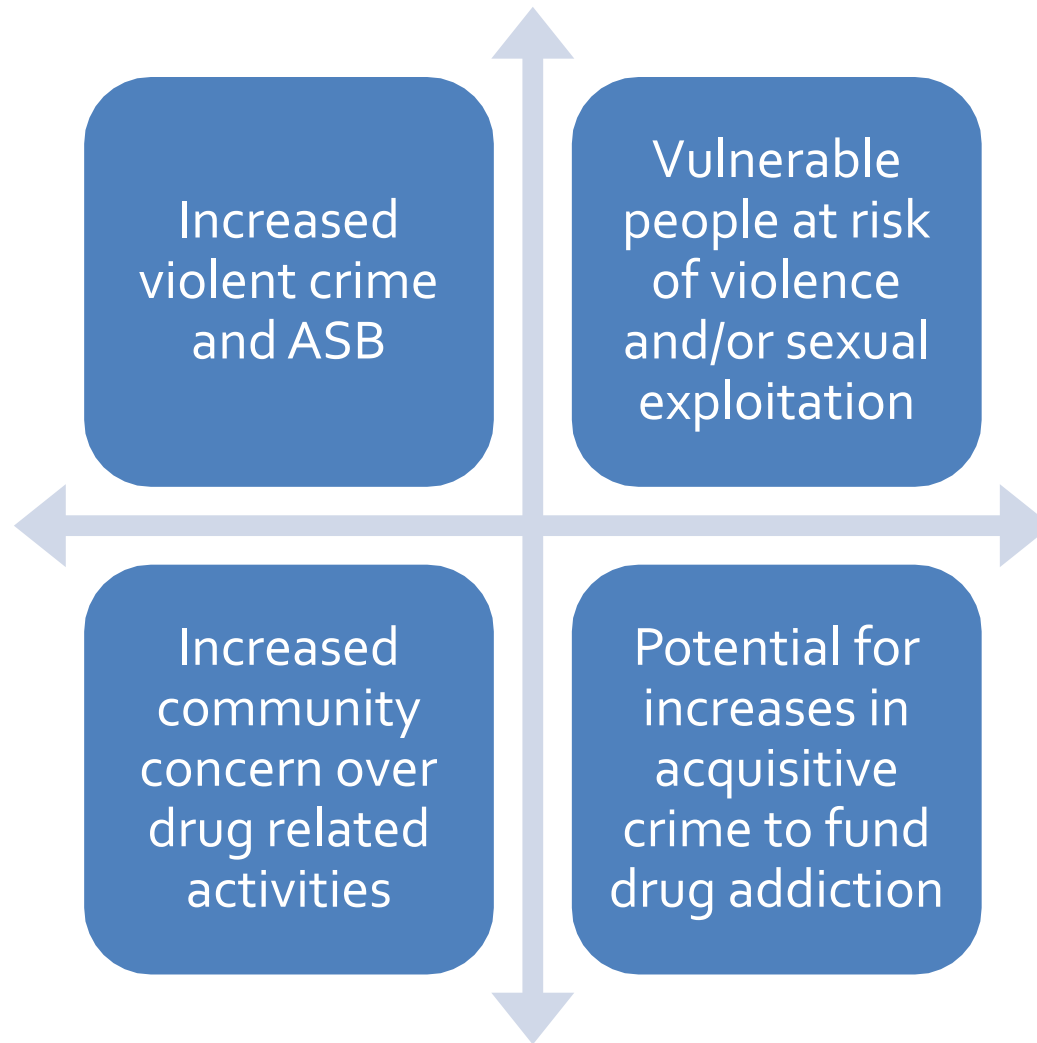 Increased
violent crime
and ASB
Vulnerable
people at risk
of violence
and/or sexual
exploitation
Increased
community
concern over
drug related
activities
Potential for
increases in
acquisitive
crime to fund
drug addiction